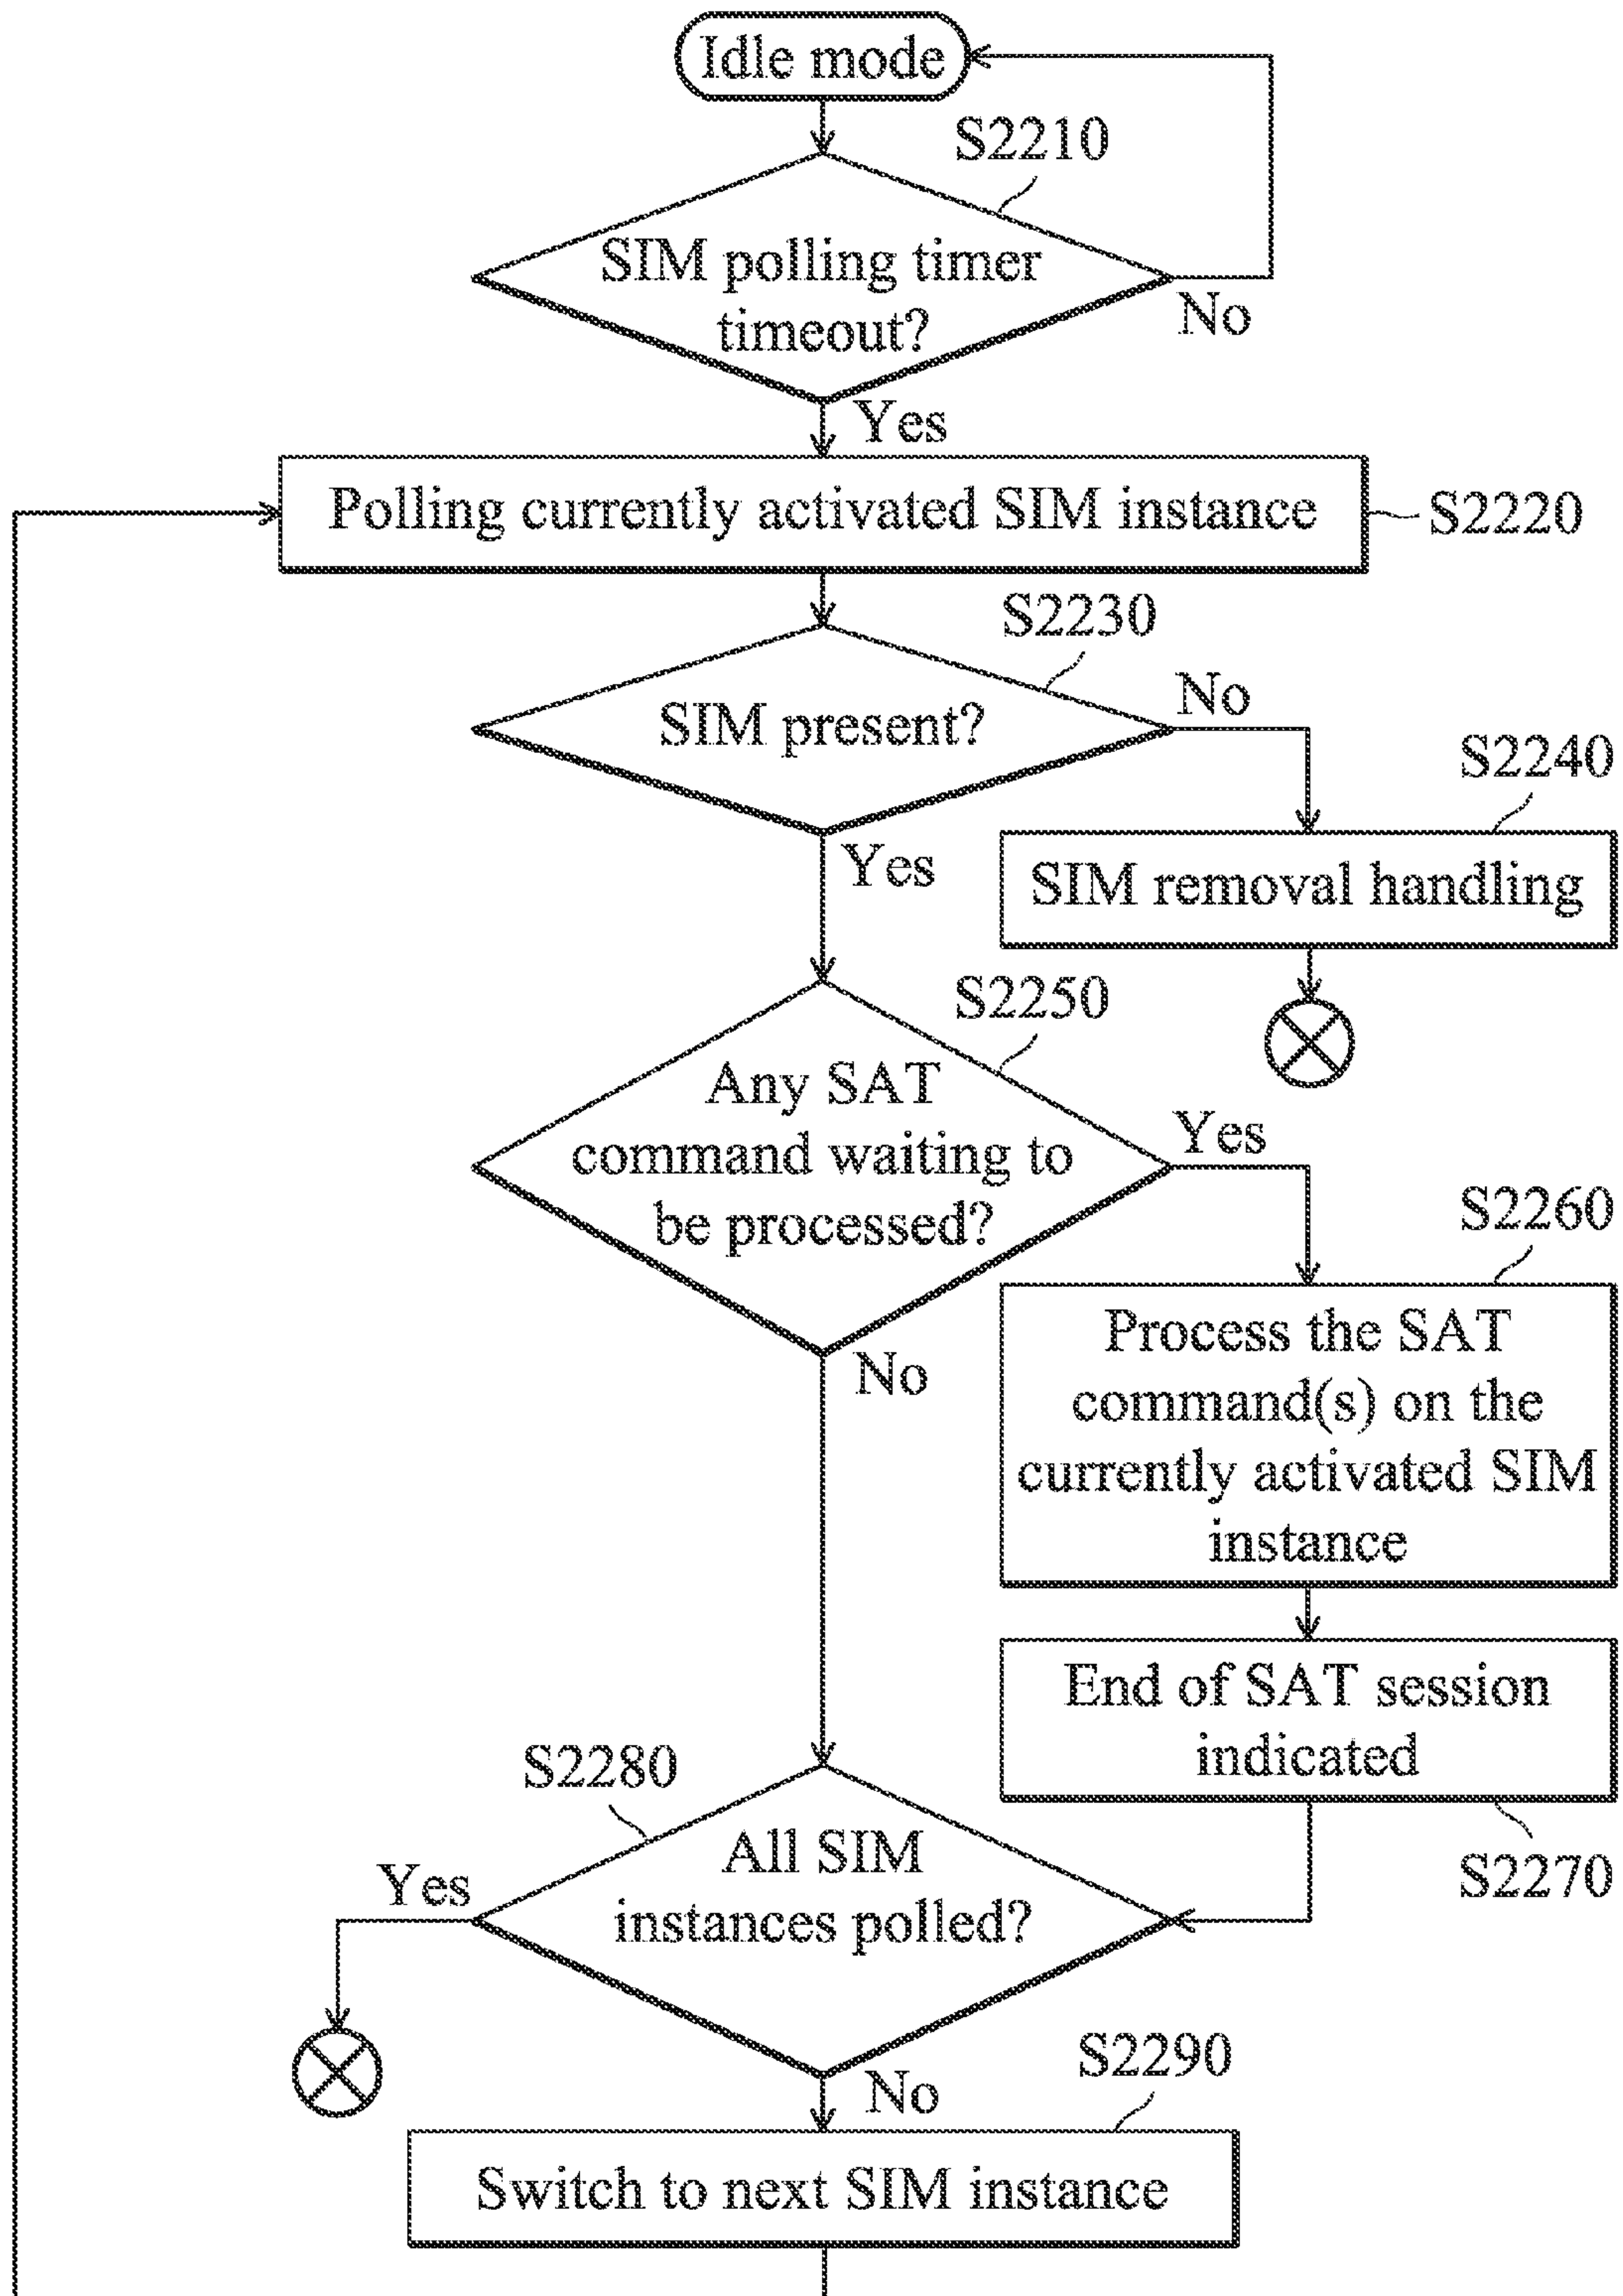 Idle mode
S2210
SIM polling timer
timeout?
No
Yes
Polling currently activated SIM instance
S2220
S2230
SIM present?
No
S2240
Yes
SIM removal handling
S2250
Any SAT
command waiting to
be processed?
Yes
S2260
No
Process the SAT
command(s) on the
currently activated SIM
instance
End of SAT session
indicated
S2270
S2280
All SIM
instances polled?
Yes
No
S2290
Switch to next SIM instance